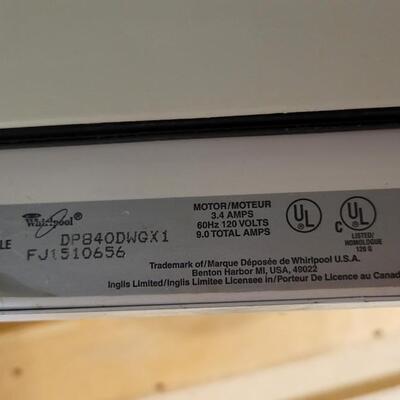 Whirlpool
LE DP840DWGX1
FJ1510656
MOTOR/MOTEUR
3.4 AMPS
60Hz 120 VOLTS
9.0 TOTAL AMPS
UL
C UL
LISTED/
HOMOLOGUE
120 G
Trademark of/Marque Déposée de Whirlpool U.S.A.
Benton Harbor MI, USA, 49022
Inglis Limited/Inglis Limitee Licensee in/Porteur De Licence au Canada